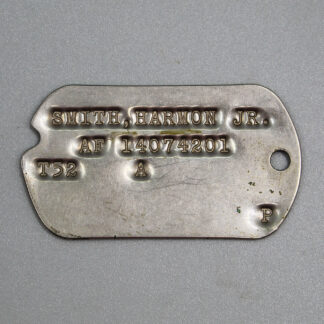 SMITH,HARMON JR.
AF 14074201
T52 A
P